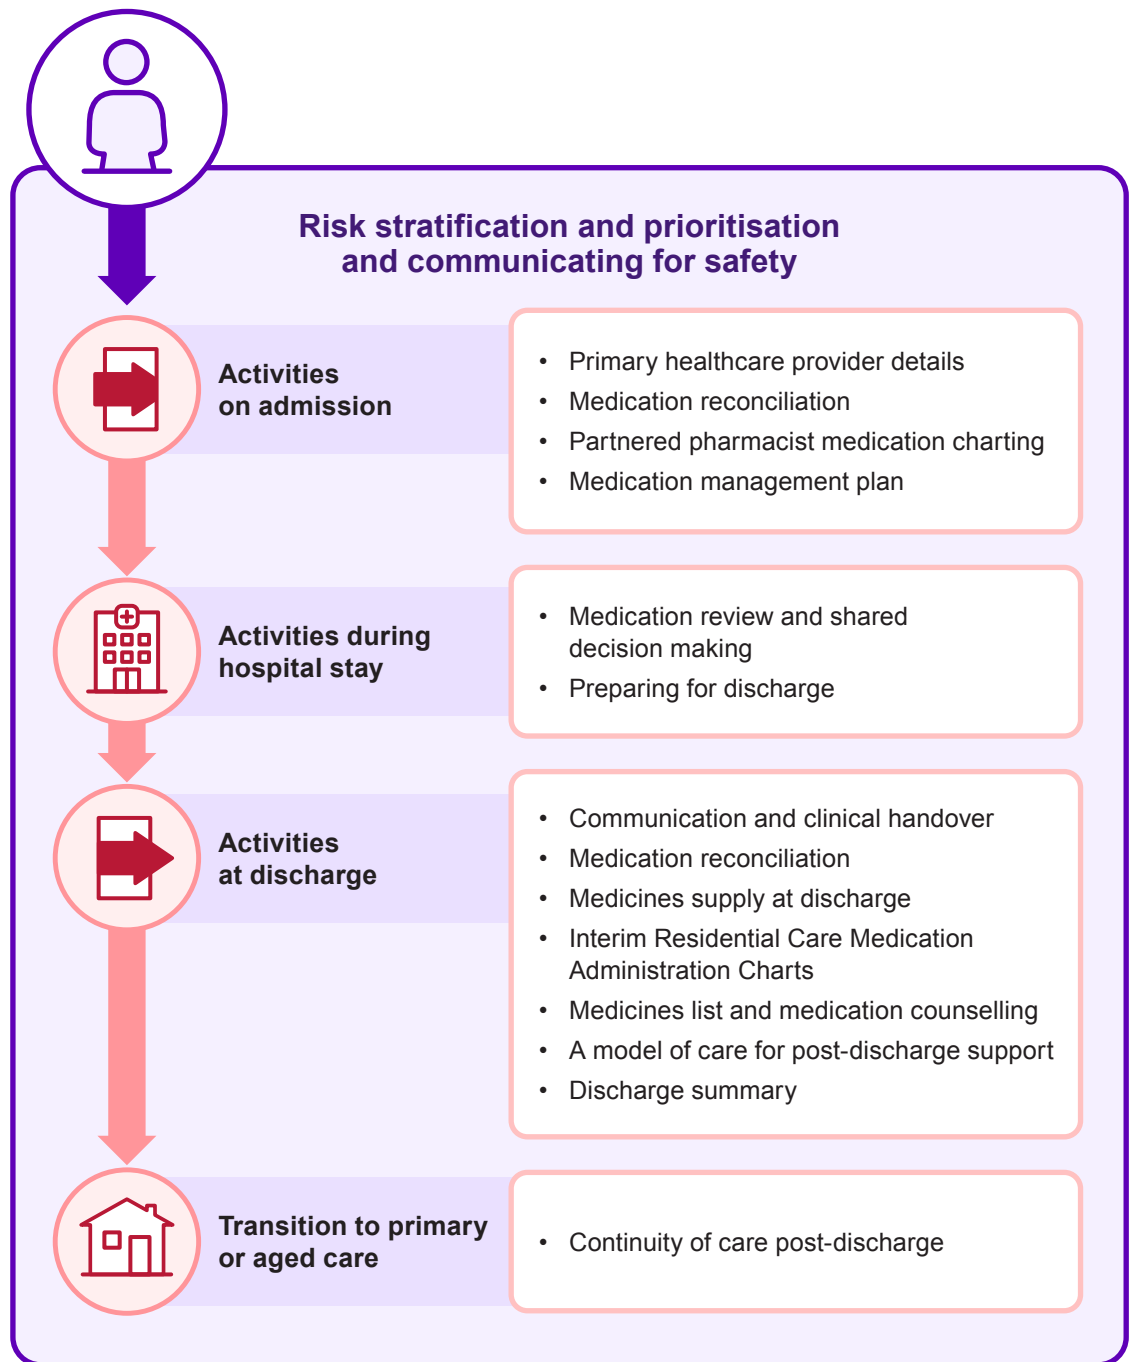 Risk stratification and prioritisation
and communicating for safety
Activities
on admission
• Primary healthcare provider details
• Medication reconciliation
• Partnered pharmacist medication charting
• Medication management plan
Activities during
hospital stay
• Medication review and shared
decision making
• Preparing for discharge
Activities
at discharge
• Communication and clinical handover
• Medication reconciliation
• Medicines supply at discharge
• Interim Residential Care Medication
Administration Charts
• Medicines list and medication counselling
• A model of care for post-discharge support
• Discharge summary
Transition to primary
or aged care
• Continuity of care post-discharge